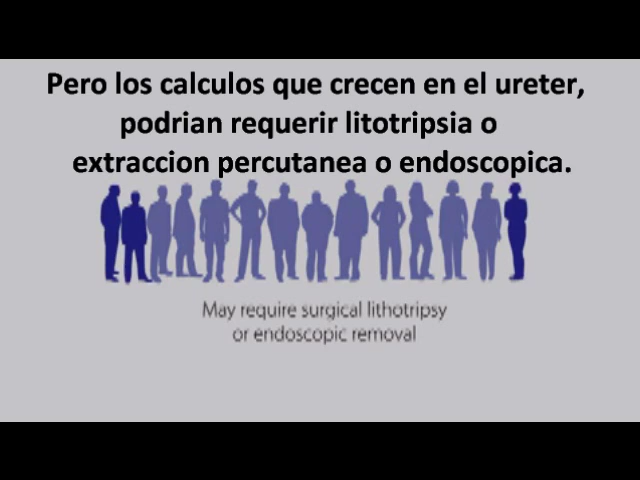 Pero los calculos que crecen en el ureter,
podrian requerir litotripsia o
extraccion percutanea o endoscopica.
May require surgical lithotripsy
or endoscopic removal